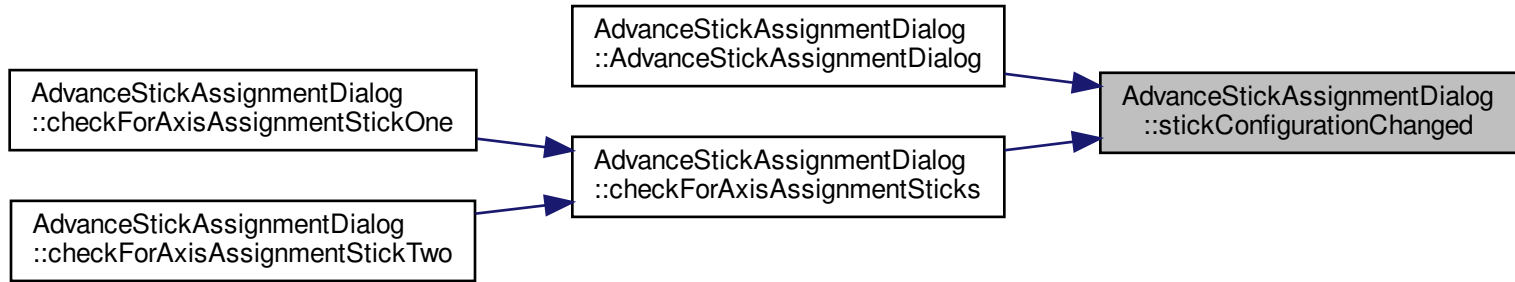 AdvanceStickAssignmentDialog
::checkForAxisAssignmentStickOne
AdvanceStickAssignmentDialog
::checkForAxisAssignmentStickTwo
AdvanceStickAssignmentDialog
::AdvanceStickAssignmentDialog
AdvanceStickAssignmentDialog
::checkForAxisAssignmentSticks
AdvanceStickAssignmentDialog
::stickConfigurationChanged